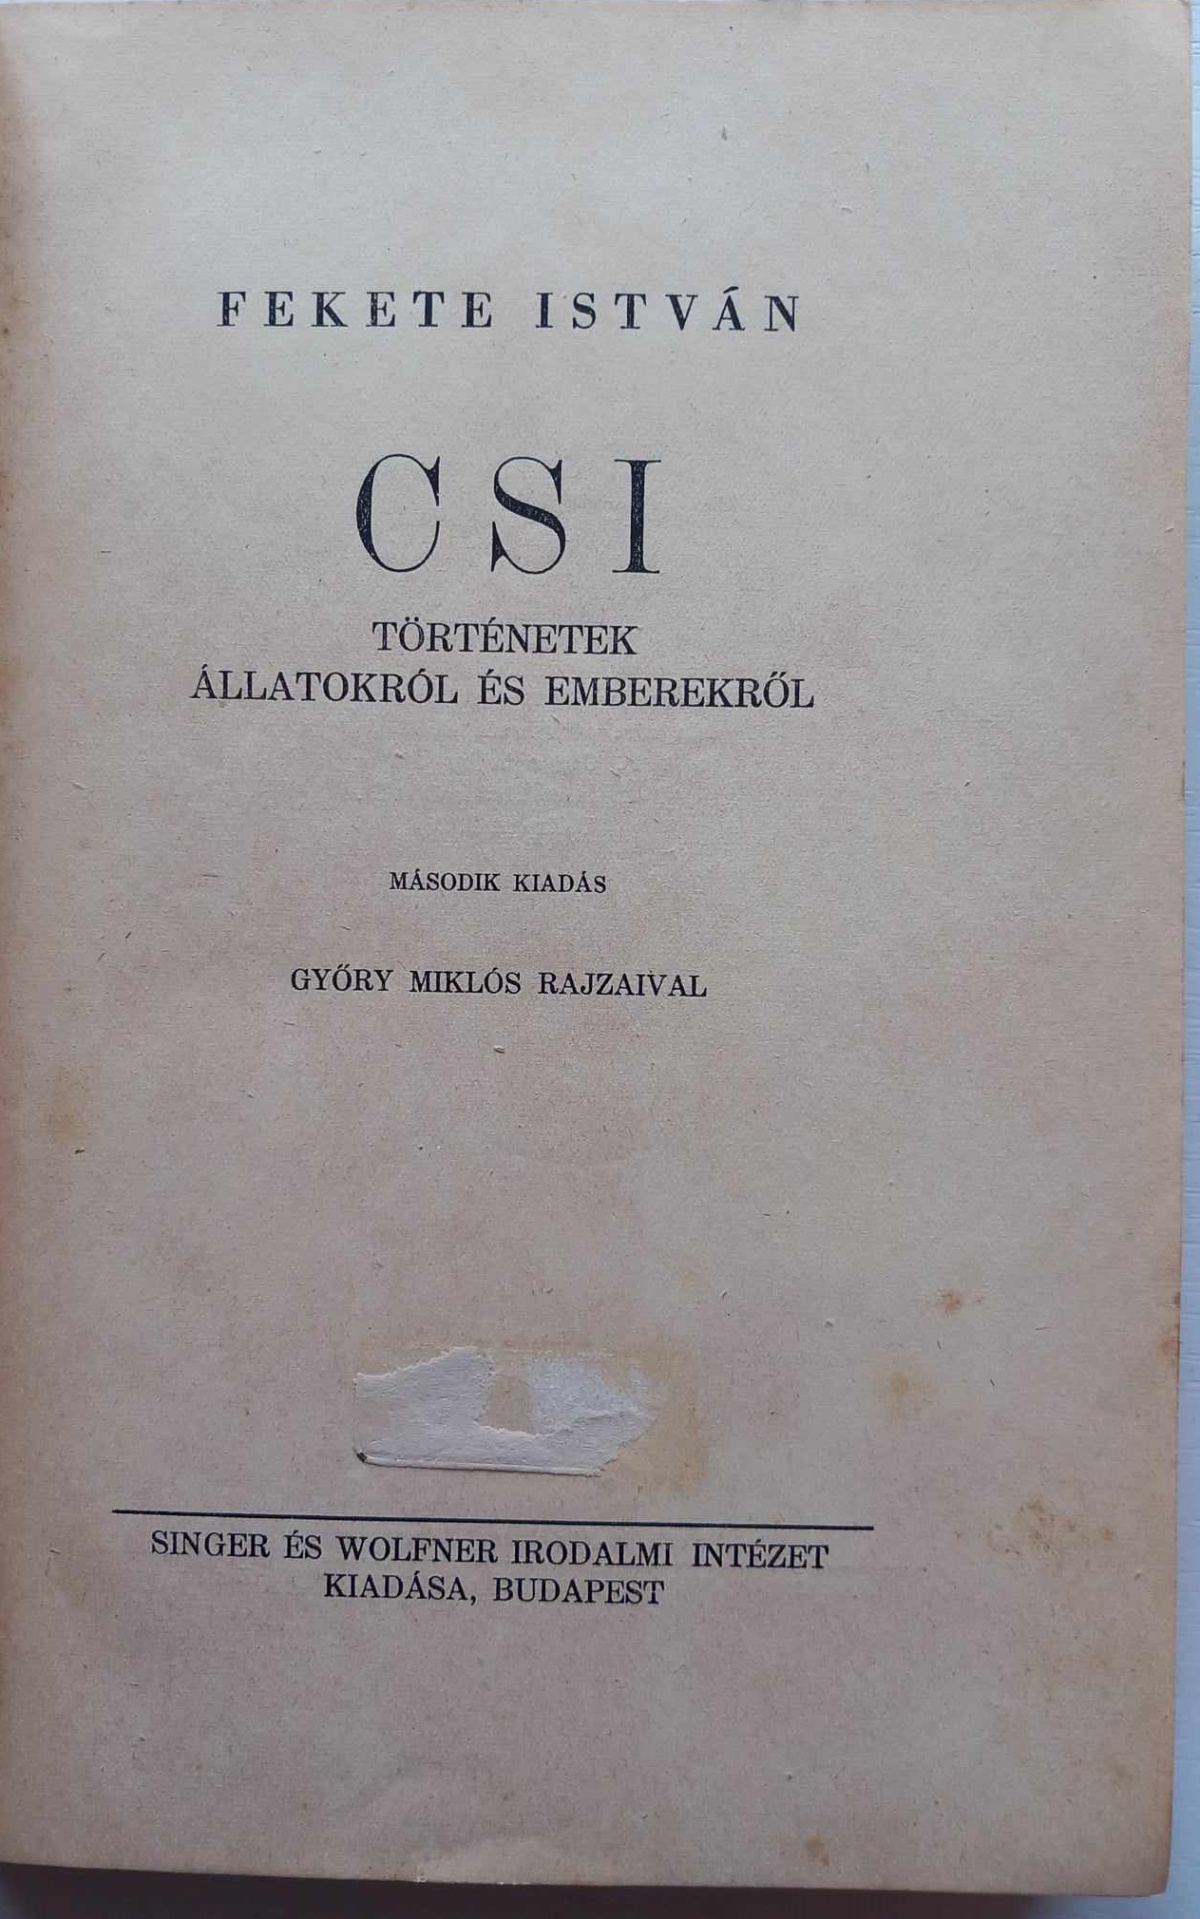 FEKETE ISTVÁN
CSI
TÖRTÉNETEK
ÁLLATOKRÓL ÉS EMBEREKRŐL
MÁSODIK KIADÁS
GYŐRY MIKLÓS RAJZAIVAL
SINGER ÉS WOLFNER IRODALMI INTÉZET
KIADÁSA, BUDAPEST